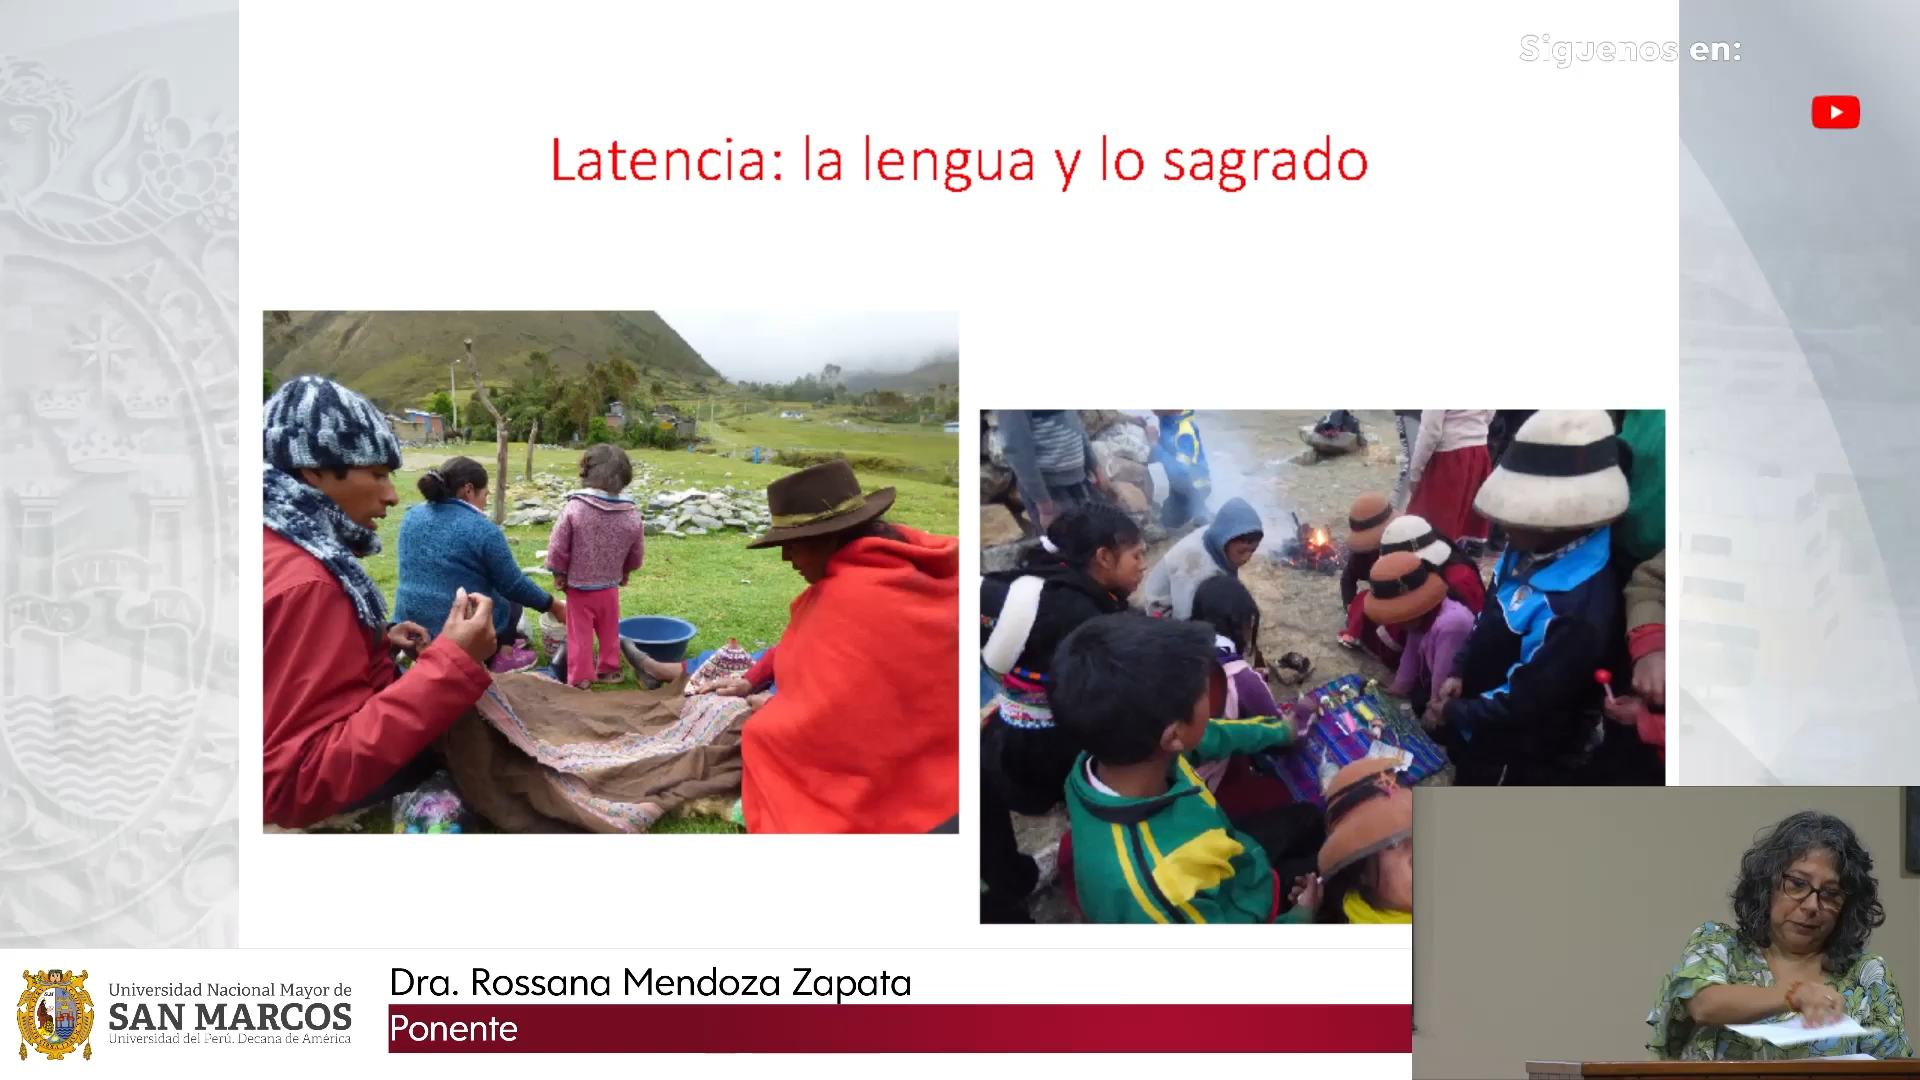 Síguenos en:
Latencia: la lengua y lo sagrado
Dra. Rossana Mendoza Zapata
Ponente
Universidad Nacional Mayor de
SAN MARCOS
Universidad del Perú. Decana de América